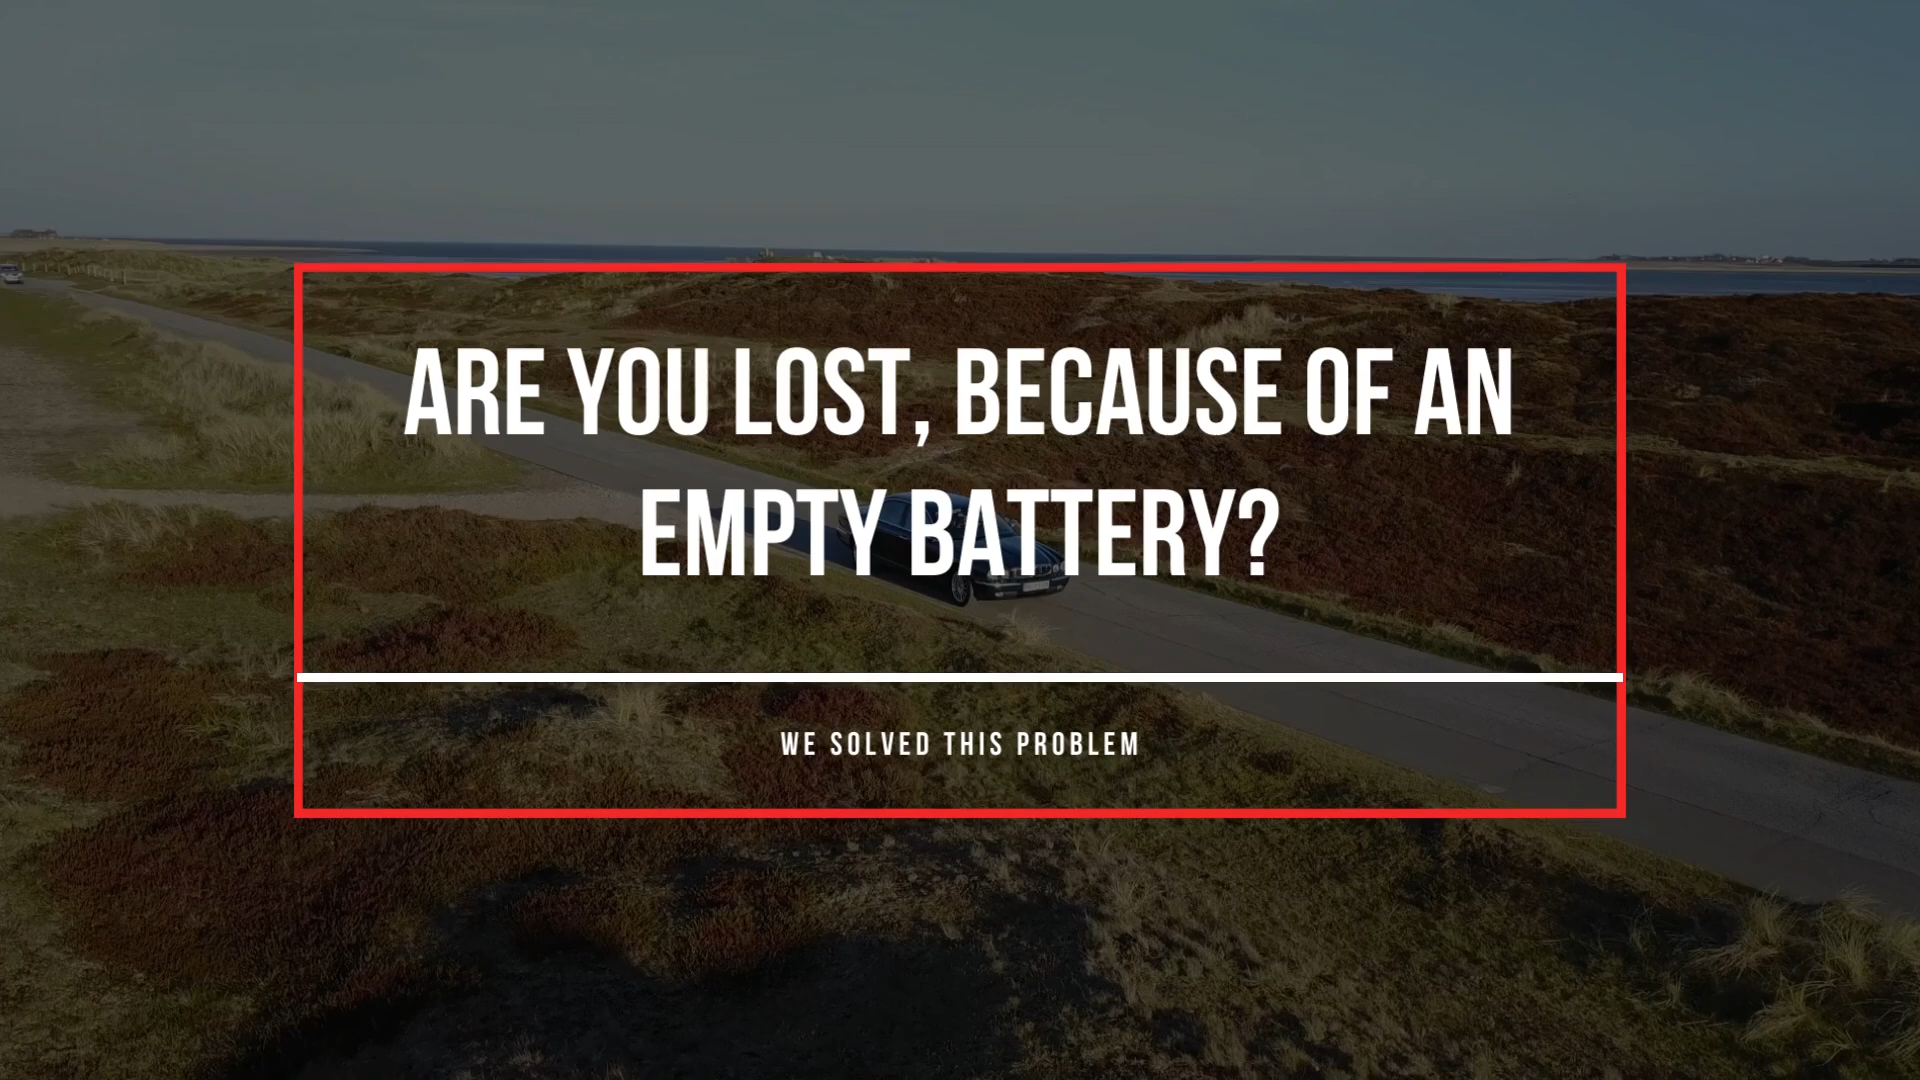 ARE YOU LOST, BECAUSE OF AN
EMPTY BATTERY?
WE SOLVED THIS PROBLEM